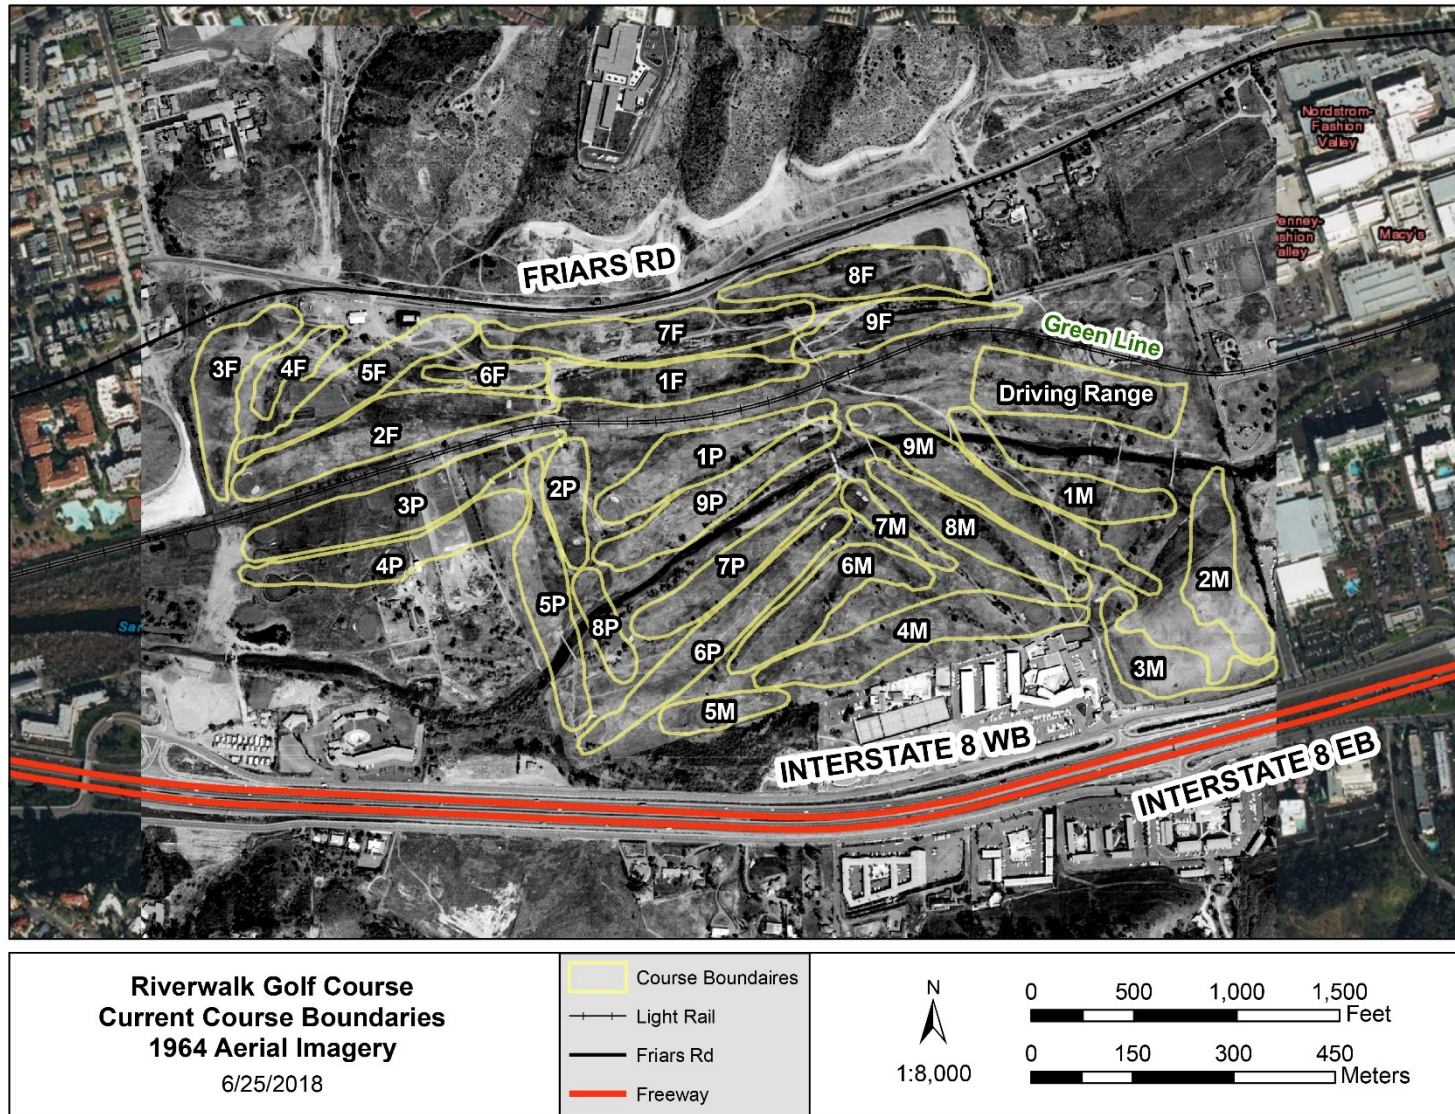 Nordstrom-
Fashion
Valley
enney-
shion
alley
Macy's
FRIARS RD
8F
7F
9F
Green Line
3F
4F
5F
6F
1F
Driving Range
2F
1P
9M
2P
3P
9P
1M
7M
8M
4P
7P
6M
2M
5P
8P
San
6P
4M
3M
5M
INTERSTATE 8 WB
INTERSTATE 8 EB
Riverwalk Golf Course
Current Course Boundaries
1964 Aerial Imagery
6/25/2018
Course Boundaires
Light Rail
Friars Rd
Freeway
N
1:8,000
0 500 1,000 1,500
Feet
0 150 300 450
Meters